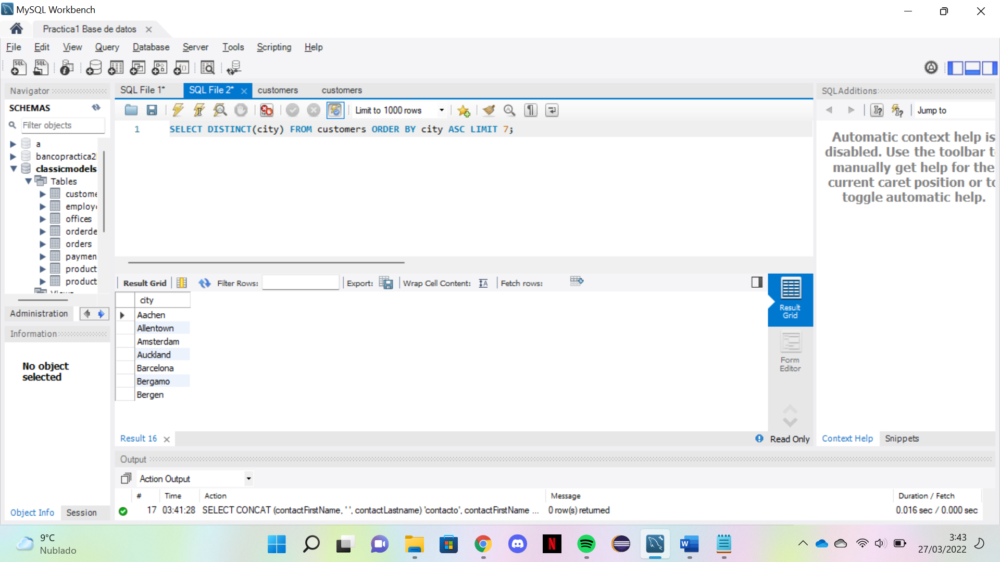 MySQL Workbench
Practica1 Base de datos
File Edit View Query Database Server Tools Scripting Help
Navigator
SCHEMAS
Filter objects
a
bancopractica2
classicmodels
Tables
custome
employ
offices
orderde
orders
paymen
product
product
Views
Administration
Information
No object
selected
Object Info Session
SQL File 1* SQL File 2* customers customers
Limit to 1000 rows
1 SELECT DISTINCT(city) FROM customers ORDER BY city ASC LIMIT 7;
Result Grid Filter Rows: Export: Wrap Cell Content: Fetch rows:
city
Aachen
Allentown
Amsterdam
Auckland
Barcelona
Bergamo
Bergen
Result
Grid
Form
Editor
Result 16 Read Only
SQLAdditions
Jump to
Automatic context help is
disabled. Use the toolbar t
manually get help for the
current caret position or to
toggle automatic help.
Context Help Snippets
Output
Action Output
# Time Action Message Duration / Fetch
17 03:41:28 SELECT CONCAT (contactFirstName, ' ', contactLastname) 'contacto', contactFirstName ... 0 row(s) returned 0.016 sec / 0.000 sec
9°C
Nublado
3:43
27/03/2022